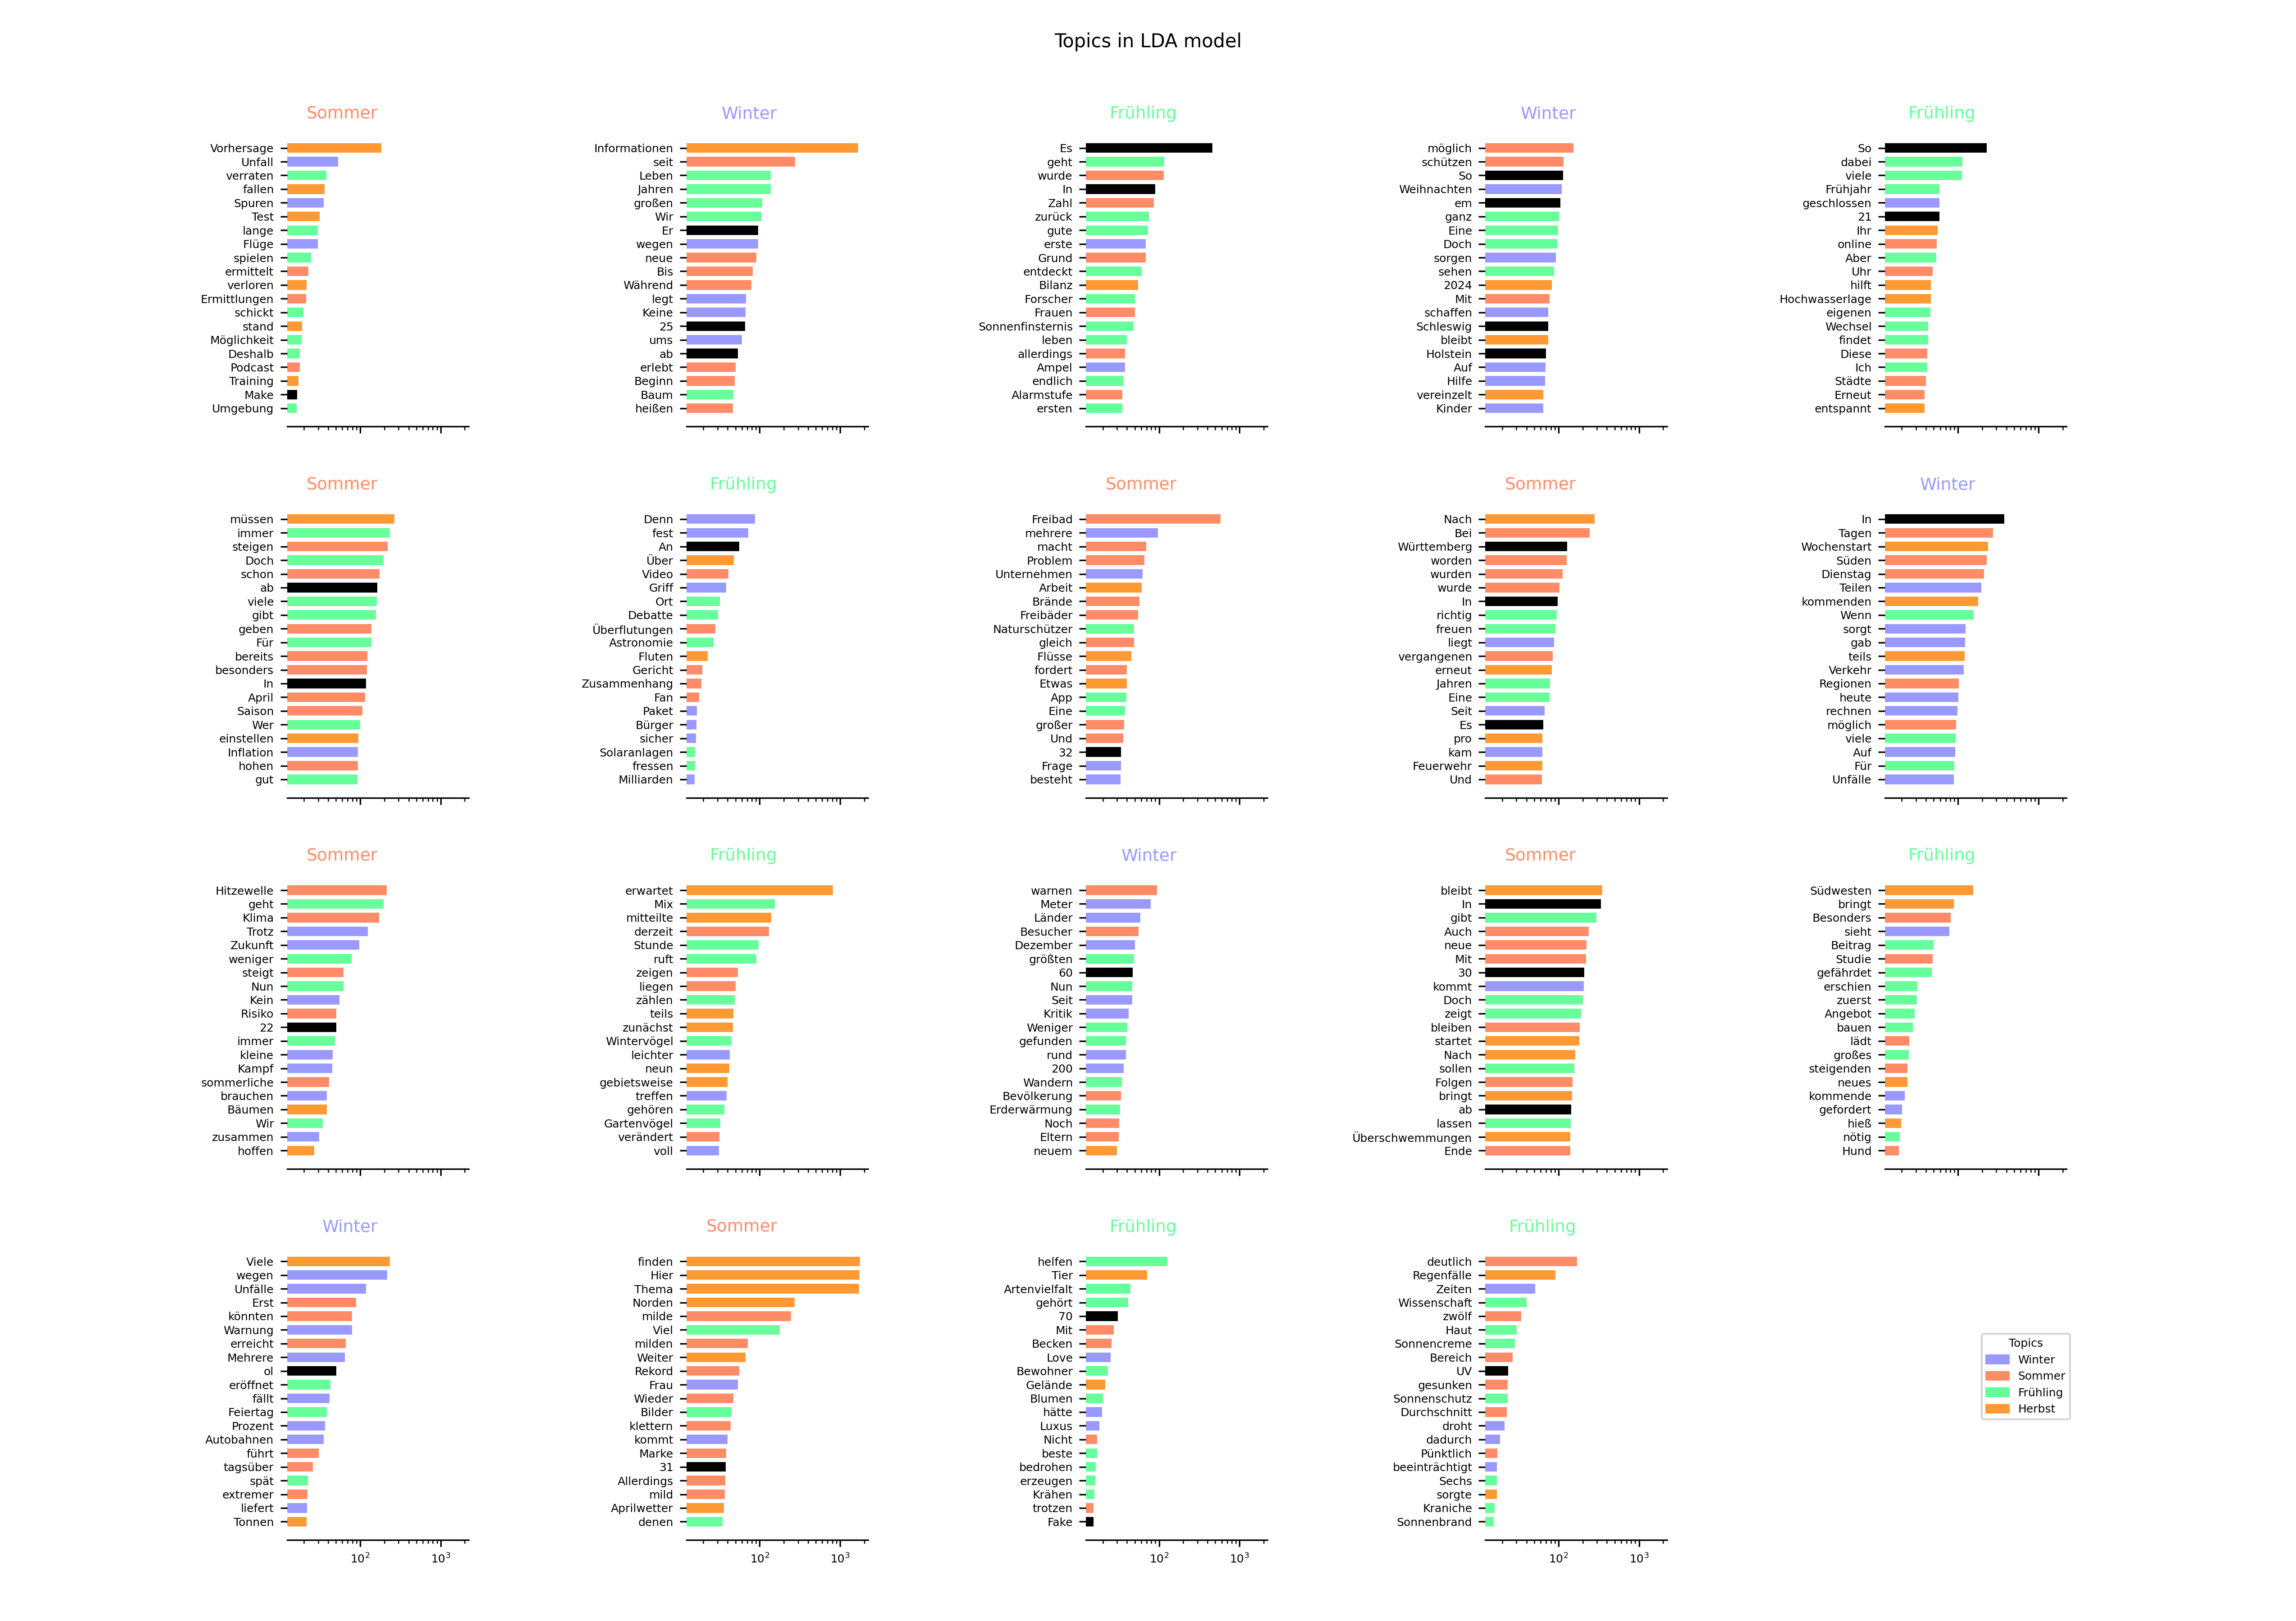 Topics in LDA model
Sommer
Vorhersage
Unfall
verraten
fallen
Spuren
Test
lange
Flüge
spielen
ermittelt
verloren
Ermittlungen
schickt
stand
Möglichkeit
Deshalb
Podcast
Training
Make
Umgebung
Winter
Informationen
seit
Leben
Jahren
großen
Wir
Er
wegen
neue
Bis
Während
legt
Keine
25
ums
ab
erlebt
Beginn
Baum
heißen
Frühling
Es
geht
wurde
In
Zahl
zurück
gute
erste
Grund
entdeckt
Bilanz
Forscher
Frauen
Sonnenfinsternis
leben
allerdings
Ampel
endlich
Alarmstufe
ersten
Winter
möglich
schützen
So
Weihnachten
em
ganz
Eine
Doch
sorgen
sehen
2024
Mit
schaffen
Schleswig
bleibt
Holstein
Auf
Hilfe
vereinzelt
Kinder
Frühling
So
dabei
viele
Frühjahr
geschlossen
21
Ihr
online
Aber
Uhr
hilft
Hochwasserlage
eigenen
Wechsel
findet
Diese
Ich
Städte
Erneut
entspannt
Sommer
müssen
immer
steigen
Doch
schon
ab
viele
gibt
geben
Für
bereits
besonders
In
April
Saison
Wer
einstellen
Inflation
hohen
gut
Frühling
Denn
fest
An
Über
Video
Griff
Ort
Debatte
Überflutungen
Astronomie
Fluten
Gericht
Zusammenhang
Fan
Paket
Bürger
sicher
Solaranlagen
fressen
Milliarden
Sommer
Freibad
mehrere
macht
Problem
Unternehmen
Arbeit
Brände
Freibäder
Naturschützer
gleich
Flüsse
fordert
Etwas
App
Eine
großer
Und
32
Frage
besteht
Sommer
Nach
Bei
Württemberg
worden
wurden
wurde
In
richtig
freuen
liegt
vergangenen
erneut
Jahren
Eine
Seit
Es
pro
kam
Feuerwehr
Und
Winter
In
Tagen
Wochenstart
Süden
Dienstag
Teilen
kommenden
Wenn
sorgt
gab
teils
Verkehr
Regionen
heute
rechnen
möglich
viele
Auf
Für
Unfälle
Sommer
Hitzewelle
geht
Klima
Trotz
Zukunft
weniger
steigt
Nun
Kein
Risiko
22
immer
kleine
Kampf
sommerliche
brauchen
Bäumen
Wir
zusammen
hoffen
Frühling
erwartet
Mix
mitteilte
derzeit
Stunde
ruft
zeigen
liegen
zählen
teils
zunächst
Wintervögel
leichter
neun
gebietsweise
treffen
gehören
Gartenvögel
verändert
voll
Winter
warnen
Meter
Länder
Besucher
Dezember
größten
60
Nun
Seit
Kritik
Weniger
gefunden
rund
200
Wandern
Bevölkerung
Erderwärmung
Noch
Eltern
neuem
Sommer
bleibt
In
gibt
Auch
neue
Mit
30
kommt
Doch
zeigt
bleiben
startet
Nach
sollen
Folgen
bringt
ab
lassen
Überschwemmungen
Ende
Frühling
Südwesten
bringt
Besonders
sieht
Beitrag
Studie
gefährdet
erschien
zuerst
Angebot
bauen
lädt
großes
steigenden
neues
kommende
gefordert
hieß
nötig
Hund
Winter
Viele
wegen
Unfälle
Erst
könnten
Warnung
erreicht
Mehrere
ol
eröffnet
fällt
Feiertag
Prozent
Autobahnen
führt
tagsüber
spät
extremer
liefert
Tonnen
10² 10³
Sommer
finden
Hier
Thema
Norden
milde
Viel
milden
Weiter
Rekord
Frau
Wieder
Bilder
klettern
kommt
Marke
31
Allerdings
mild
Aprilwetter
denen
10² 10³
Frühling
helfen
Tier
Artenvielfalt
gehört
70
Mit
Becken
Love
Bewohner
Gelände
Blumen
hätte
Luxus
Nicht
beste
bedrohen
erzeugen
Krähen
trotzen
Fake
10² 10³
Frühling
deutlich
Regenfälle
Zeiten
Wissenschaft
zwölf
Haut
Sonnencreme
Bereich
UV
gesunken
Sonnenschutz
Durchschnitt
droht
dadurch
Pünktlich
beeinträchtigt
Sechs
sorgte
Kraniche
Sonnenbrand
10² 10³
Topics
Winter
Sommer
Frühling
Herbst